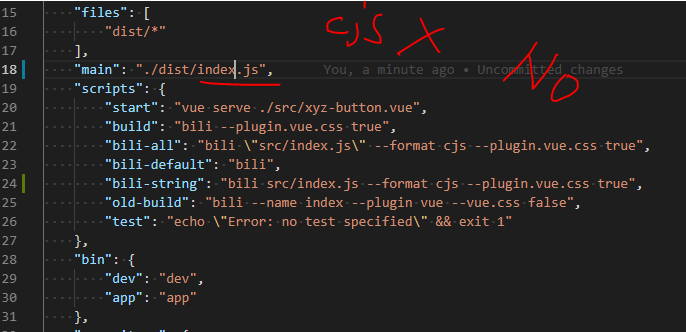 15 "files": [
16 "dist/*"
17 ],
18 "main": "./dist/index.js", You, a minute ago • Uncommitted changes
19 "scripts": {
20 "start": "vue serve ./src/xyz-button.vue",
21 "build": "bili --plugin.vue.css true",
22 "bili-all": "bili \"src/index.js\" --format cjs --plugin.vue.css true",
23 "bili-default": "bili",
24 "bili-string": "bili src/index.js --format cjs --plugin.vue.css true",
25 "old-build": "bili --name index --plugin vue --vue.css false",
26 "test": "echo \"Error: no test specified\" && exit 1"
27 },
28 "bin": {
29 "dev": "dev",
30 "app": "app"
31 },
cjs x
No